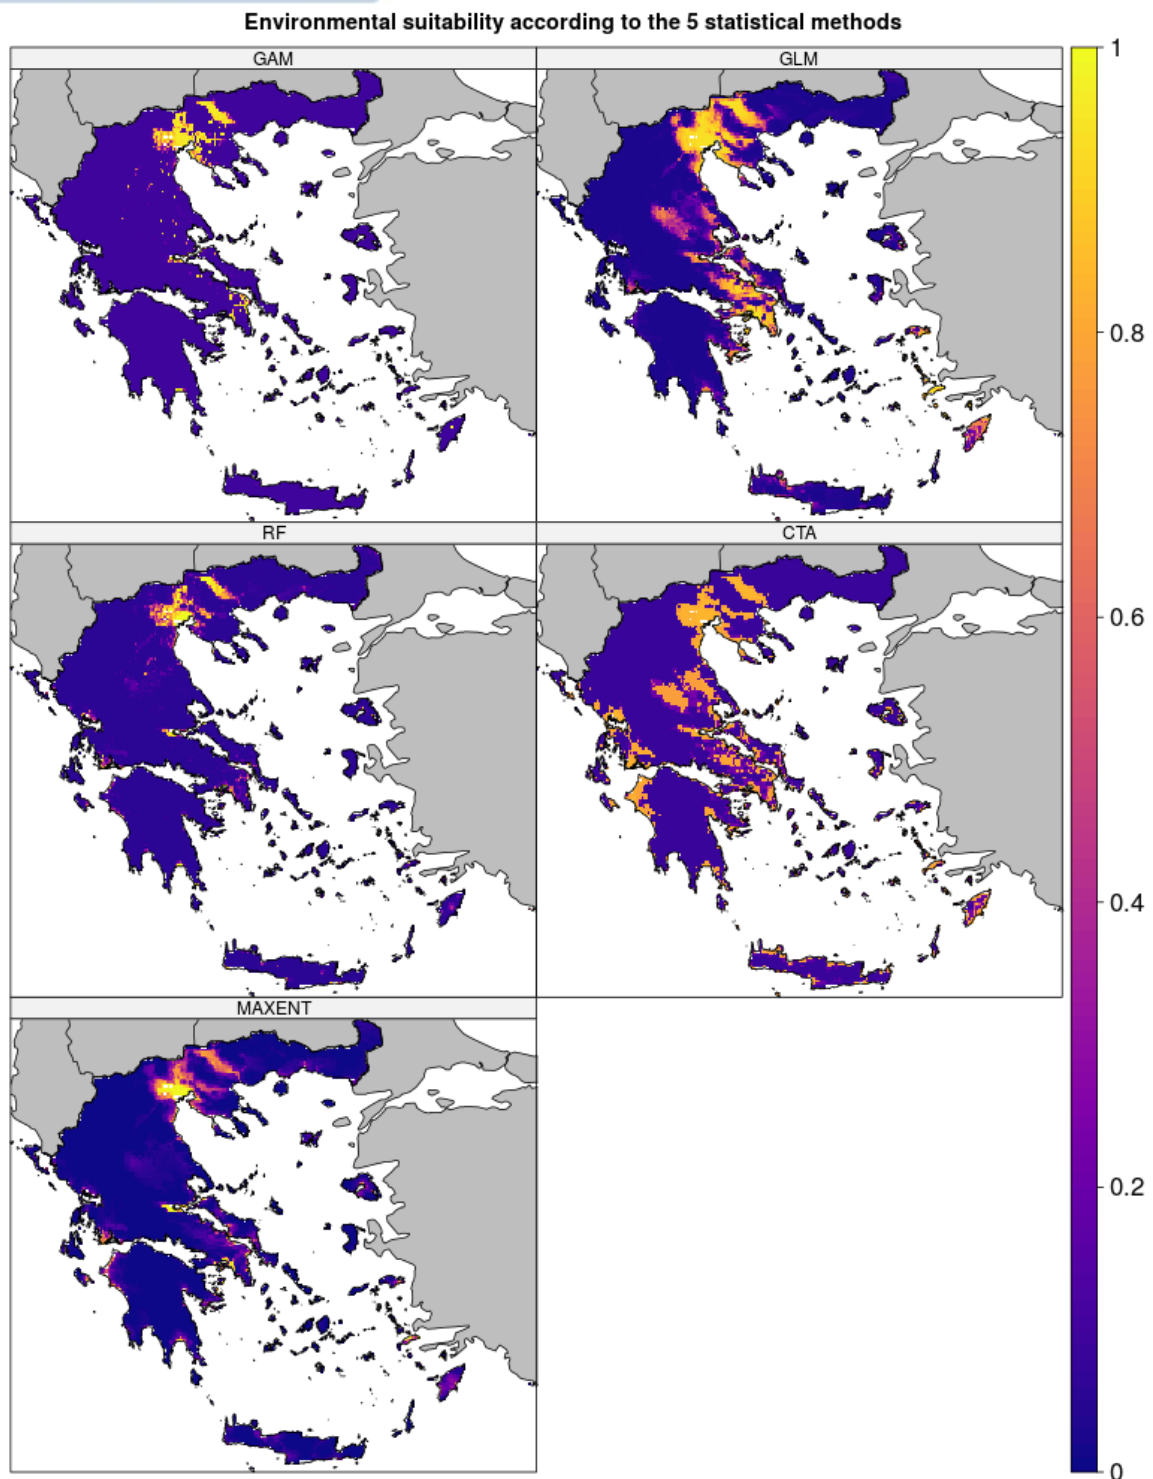 Environmental suitability according to the 5 statistical methods
GAM
GLM
RF
CTA
MAXENT
1
0.8
0.6
0.4
0.2
0